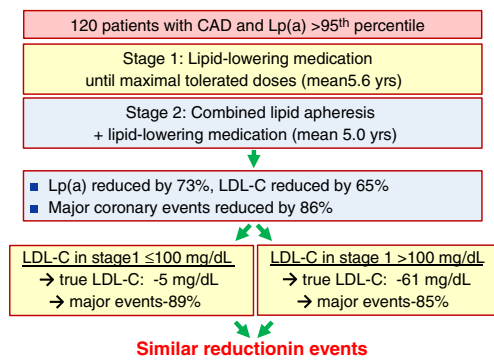 120 patients with CAD and Lp(a) >95th percentile
Stage 1: Lipid-lowering medication
until maximal tolerated doses (mean5.6 yrs)
Stage 2: Combined lipid apheresis
+ lipid-lowering medication (mean 5.0 yrs)
Lp(a) reduced by 73%, LDL-C reduced by 65%
Major coronary events reduced by 86%
LDL-C in stage1 ≤100 mg/dL
→ true LDL-C: -5 mg/dL
→ major events-89%
LDL-C in stage 1 >100 mg/dL
→ true LDL-C: -61 mg/dL
→ major events-85%
Similar reductionin events